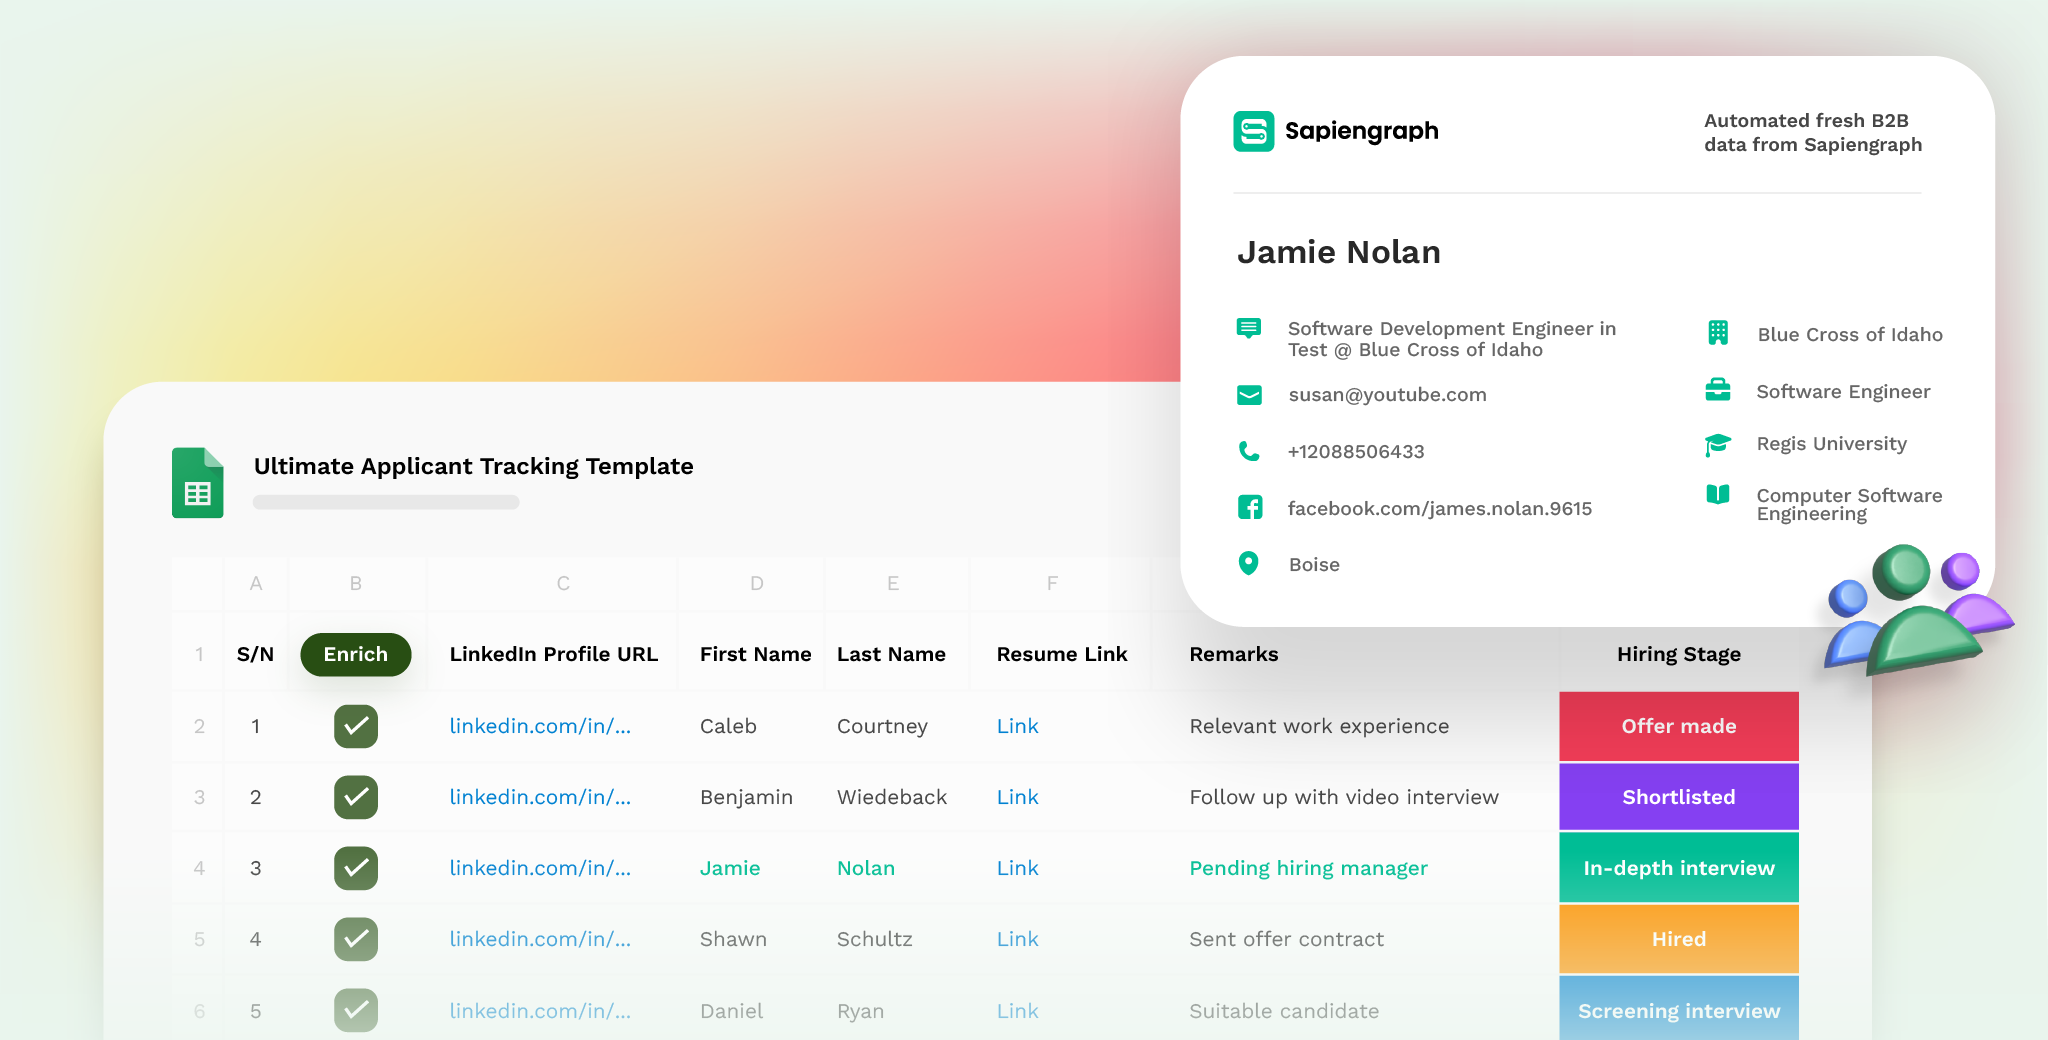 Sapiengraph
Automated fresh B2B
data from Sapiengraph
Jamie Nolan
Software Development Engineer in
Test @ Blue Cross of Idaho
susan@youtube.com
+12088506433
facebook.com/james.nolan.9615
Boise
Blue Cross of Idaho
Software Engineer
Regis University
Computer Software
Engineering
Ultimate Applicant Tracking Template
A B C D E F
1 S/N Enrich LinkedIn Profile URL First Name Last Name Resume Link Remarks Hiring Stage
2 1 linkedin.com/in/... Caleb Courtney Link Relevant work experience Offer made
3 2 linkedin.com/in/... Benjamin Wiedeback Link Follow up with video interview Shortlisted
4 3 linkedin.com/in/... Jamie Nolan Link Pending hiring manager In-depth interview
5 4 linkedin.com/in/... Shawn Schultz Link Sent offer contract Hired
6 5 linkedin.com/in/... Daniel Ryan Link Suitable candidate Screening interview